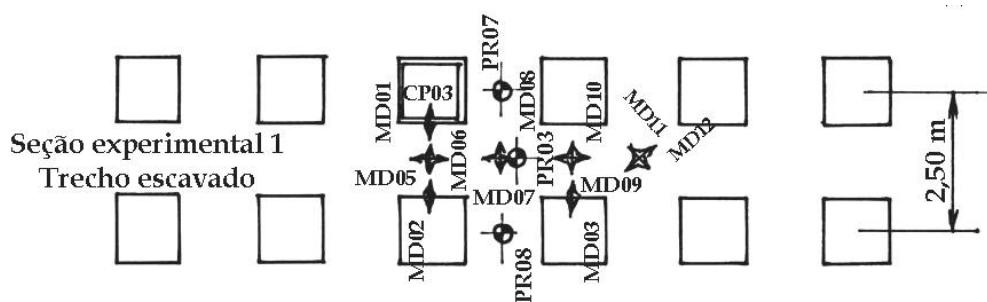 PR07
MD01
CP03
MD08
MD10
MD11
MD12
Seção experimental 1
Trecho escavado
MD06
PR03
MD05
MD07
MD09
2,50 m
MD02
PR08
MD03